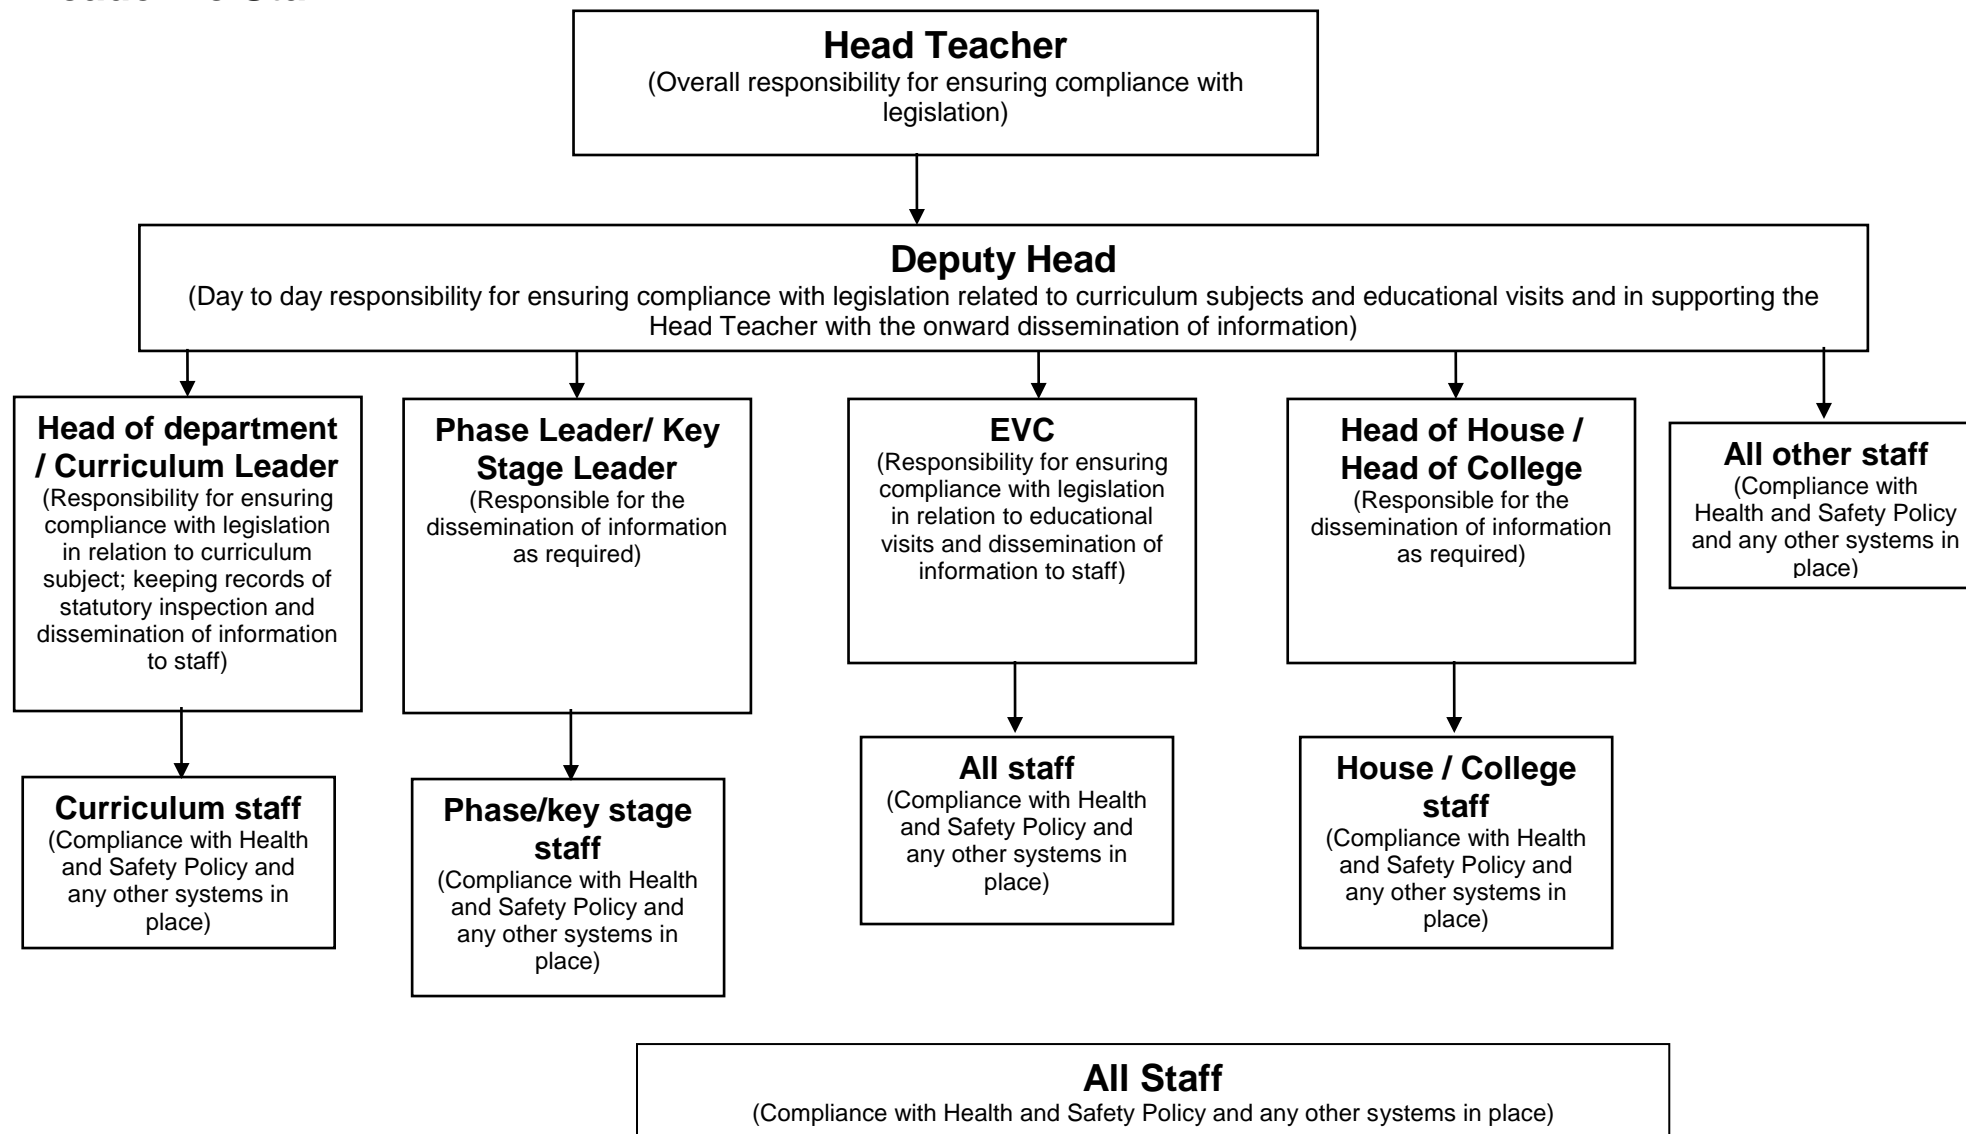 Head Teacher
(Overall responsibility for ensuring compliance with
legislation)
Deputy Head
(Day to day responsibility for ensuring compliance with legislation related to curriculum subjects and educational visits and in supporting the
Head Teacher with the onward dissemination of information)
Head of department
/ Curriculum Leader
(Responsibility for ensuring
compliance with legislation
in relation to curriculum
subject; keeping records of
statutory inspection and
dissemination of information
to staff)
Phase Leader/ Key
Stage Leader
(Responsible for the
dissemination of information
as required)
EVC
(Responsibility for ensuring
compliance with legislation
in relation to educational
visits and dissemination of
information to staff)
Head of House /
Head of College
(Responsible for the
dissemination of information
as required)
All other staff
(Compliance with
Health and Safety Policy
and any other systems in
place)
Curriculum staff
(Compliance with Health
and Safety Policy and
any other systems in
place)
Phase/key stage
staff
(Compliance with Health
and Safety Policy and
any other systems in
place)
All staff
(Compliance with Health
and Safety Policy and
any other systems in
place)
House / College
staff
(Compliance with Health
and Safety Policy and
any other systems in
place)
All Staff
(Compliance with Health and Safety Policy and any other systems in place)